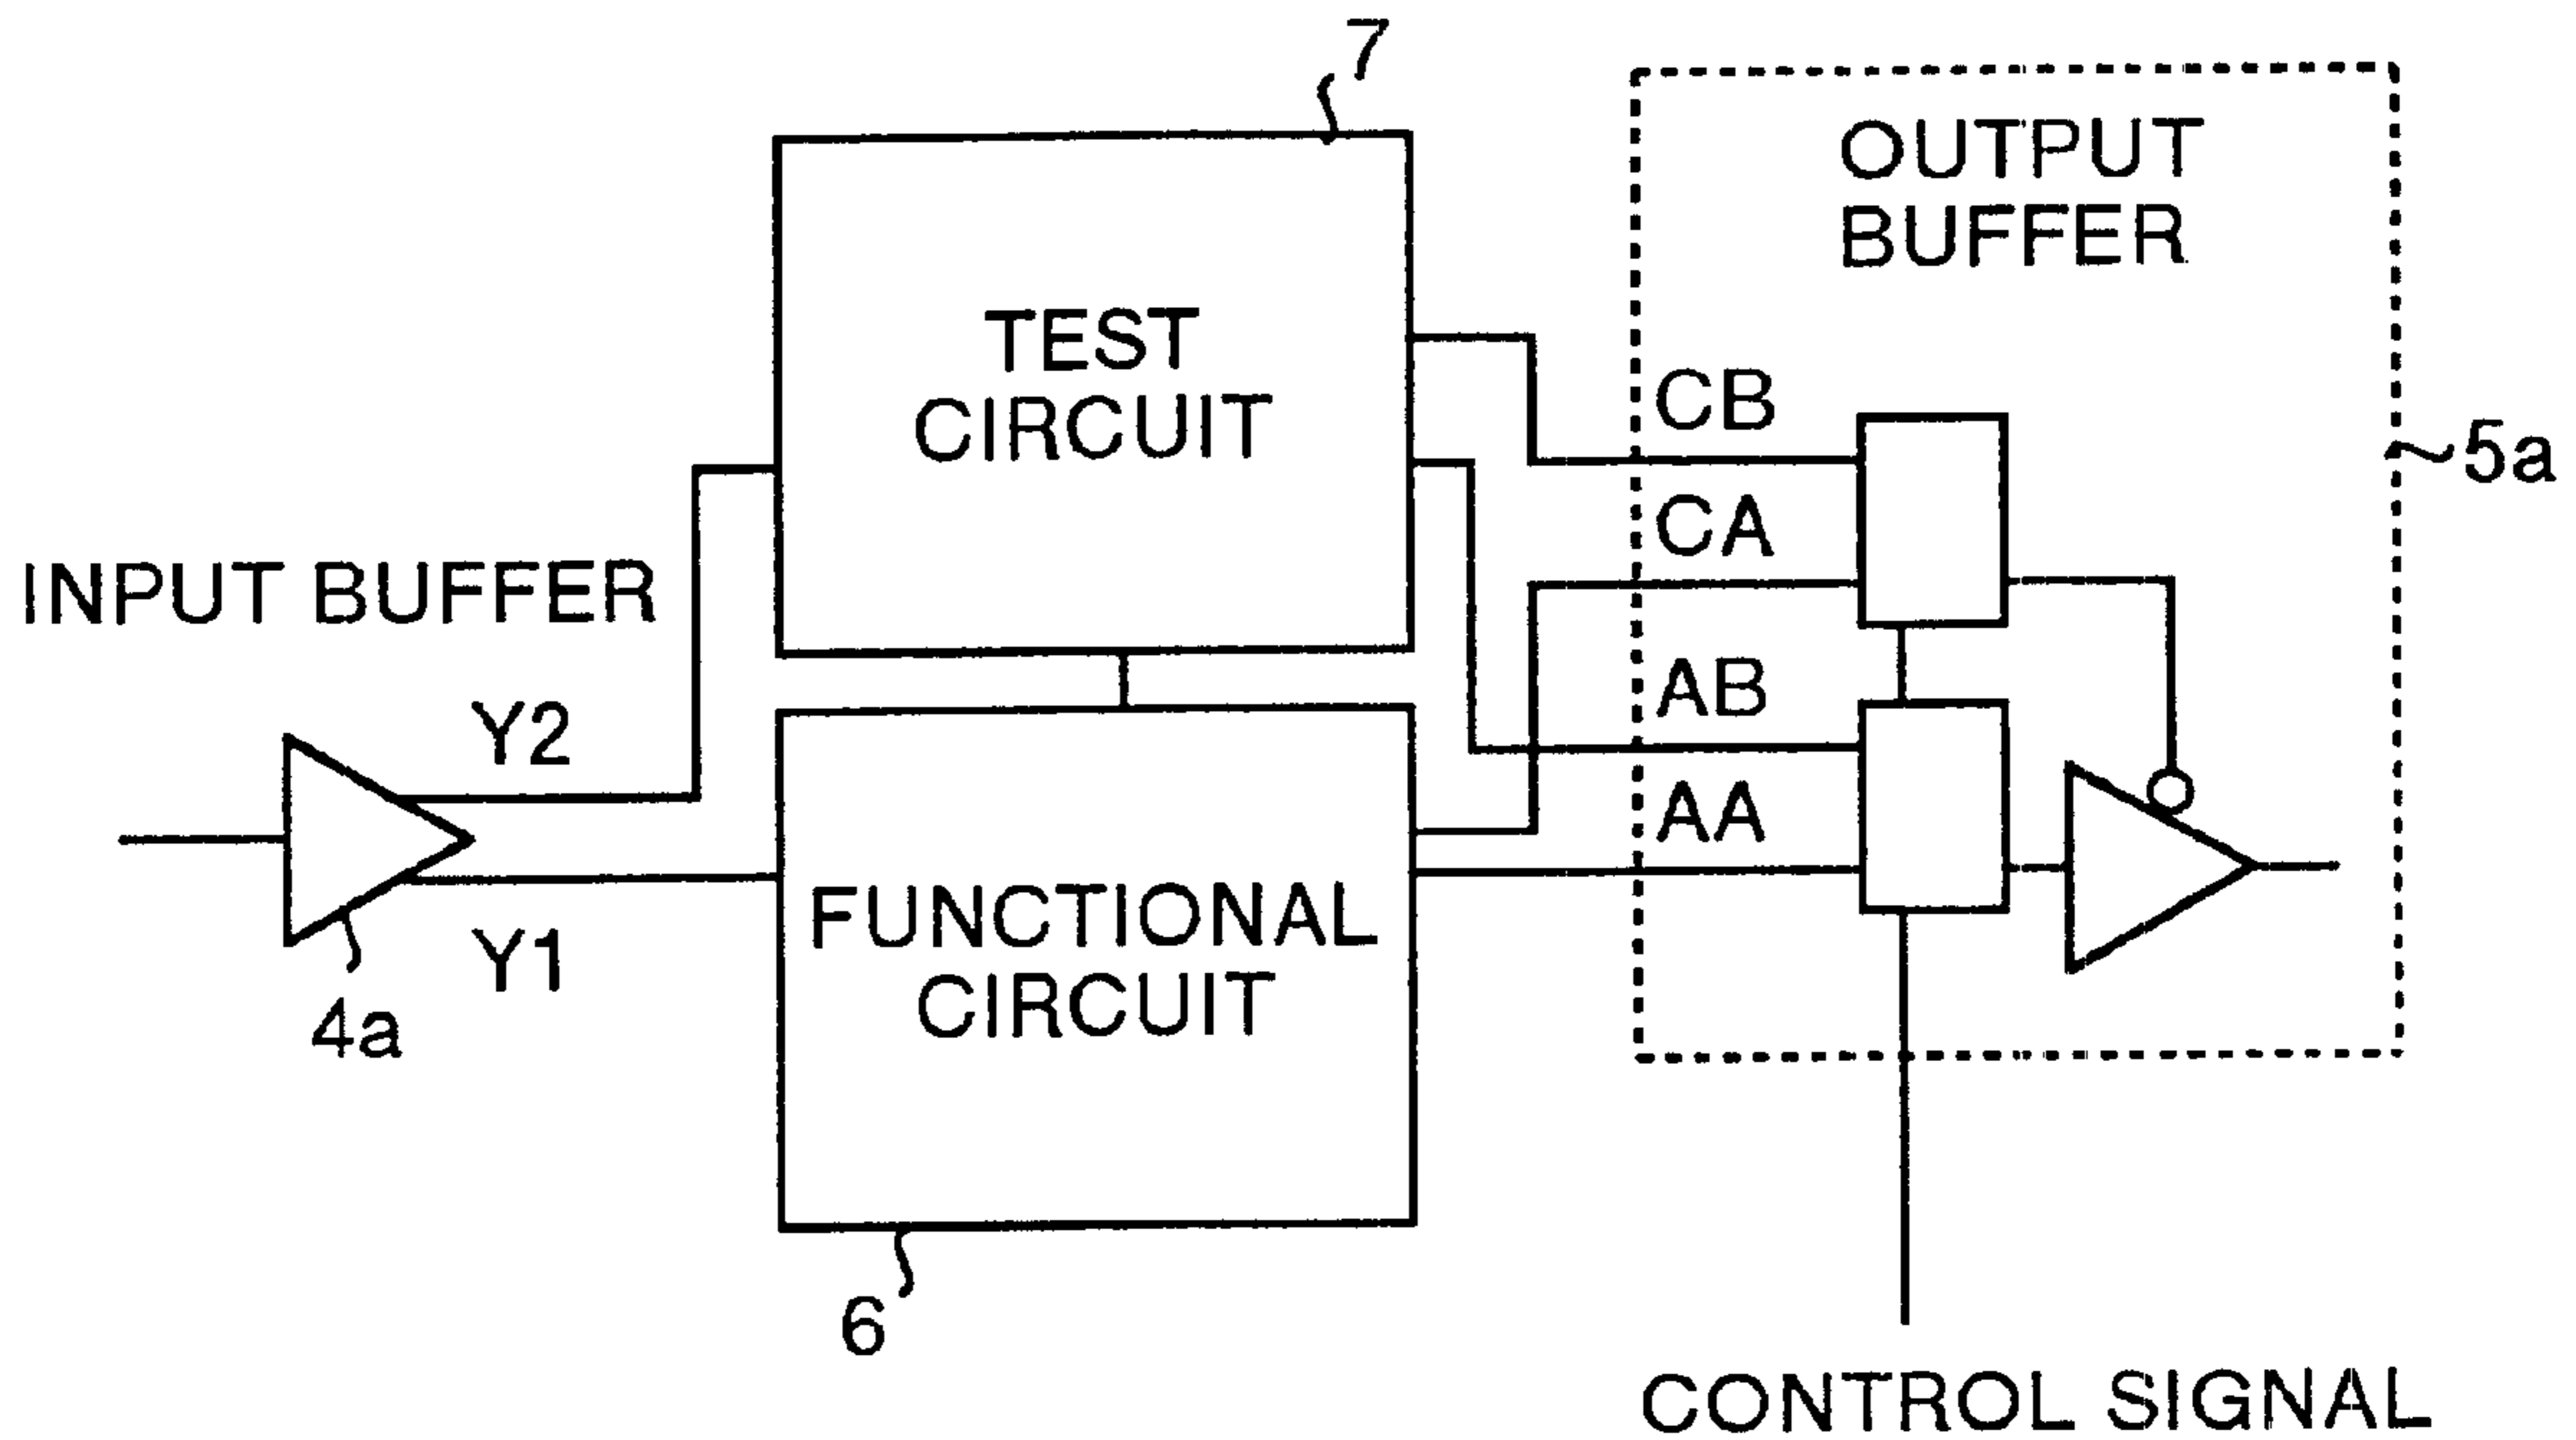 7
OUTPUT
BUFFER
TEST
CIRCUIT
CB
5a
CA
INPUT BUFFER
AB
Y2
AA
FUNCTIONAL
CIRCUIT
Y1
4a
6
CONTROL SIGNAL